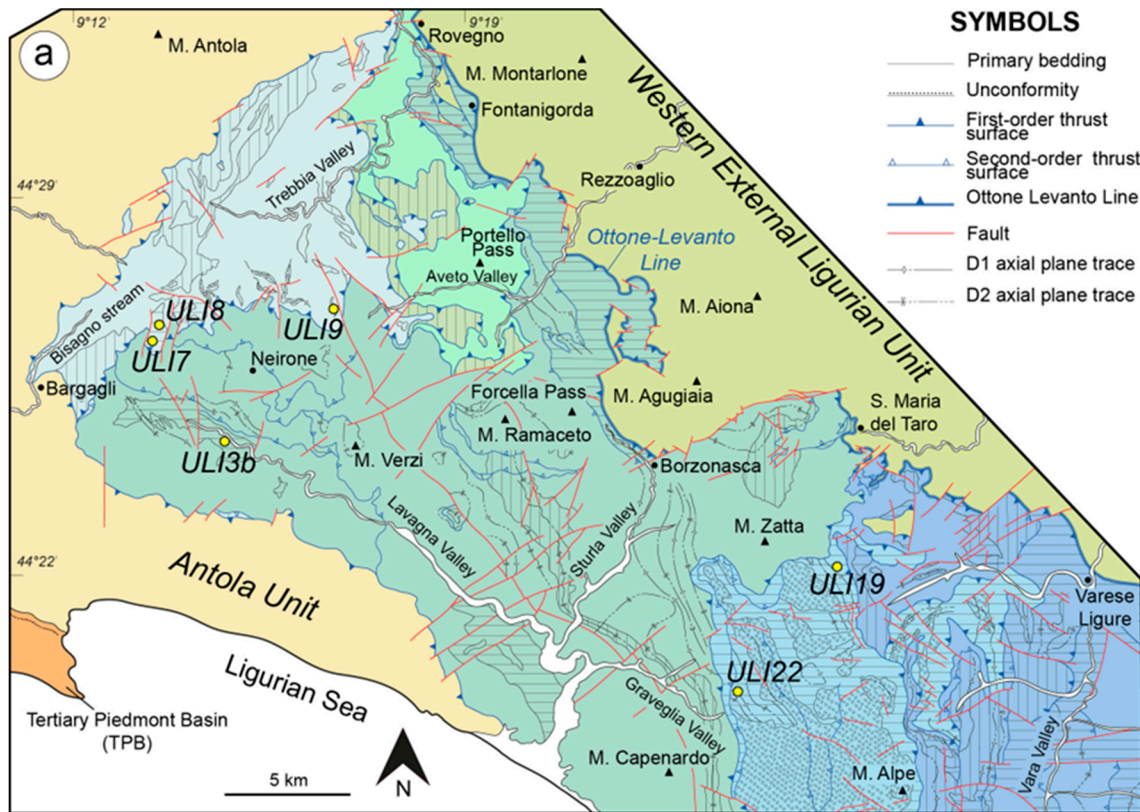 a
9°12'
9°19'
44°29'
44°22'
M. Antola
Rovegno
M. Montarlone
Fontanigorda
Western External Ligurian Unit
Trebbia Valley
Rezzoaglio
Portello
Pass
Ottone-Levanto
Line
Aveto Valley
M. Aiona
Bisagno stream
ULI8
ULI9
ULI7
Neirone
Bargagli
Forcella Pass
M. Agugiaia
S. Maria
del Taro
M. Ramaceto
ULI3b
M. Verzi
Borzonasca
Lavagna Valley
Sturla Valley
M. Zatta
ULI19
Antola Unit
Varese
Ligure
Ligurian Sea
ULI22
Graveglia Valley
Tertiary Piedmont Basin
(TPB)
M. Capenardo
M. Alpe
Vara Valley
5 km
N
SYMBOLS
Primary bedding
Unconformity
First-order thrust
surface
Second-order thrust
surface
Ottone Levanto Line
Fault
D1 axial plane trace
D2 axial plane trace